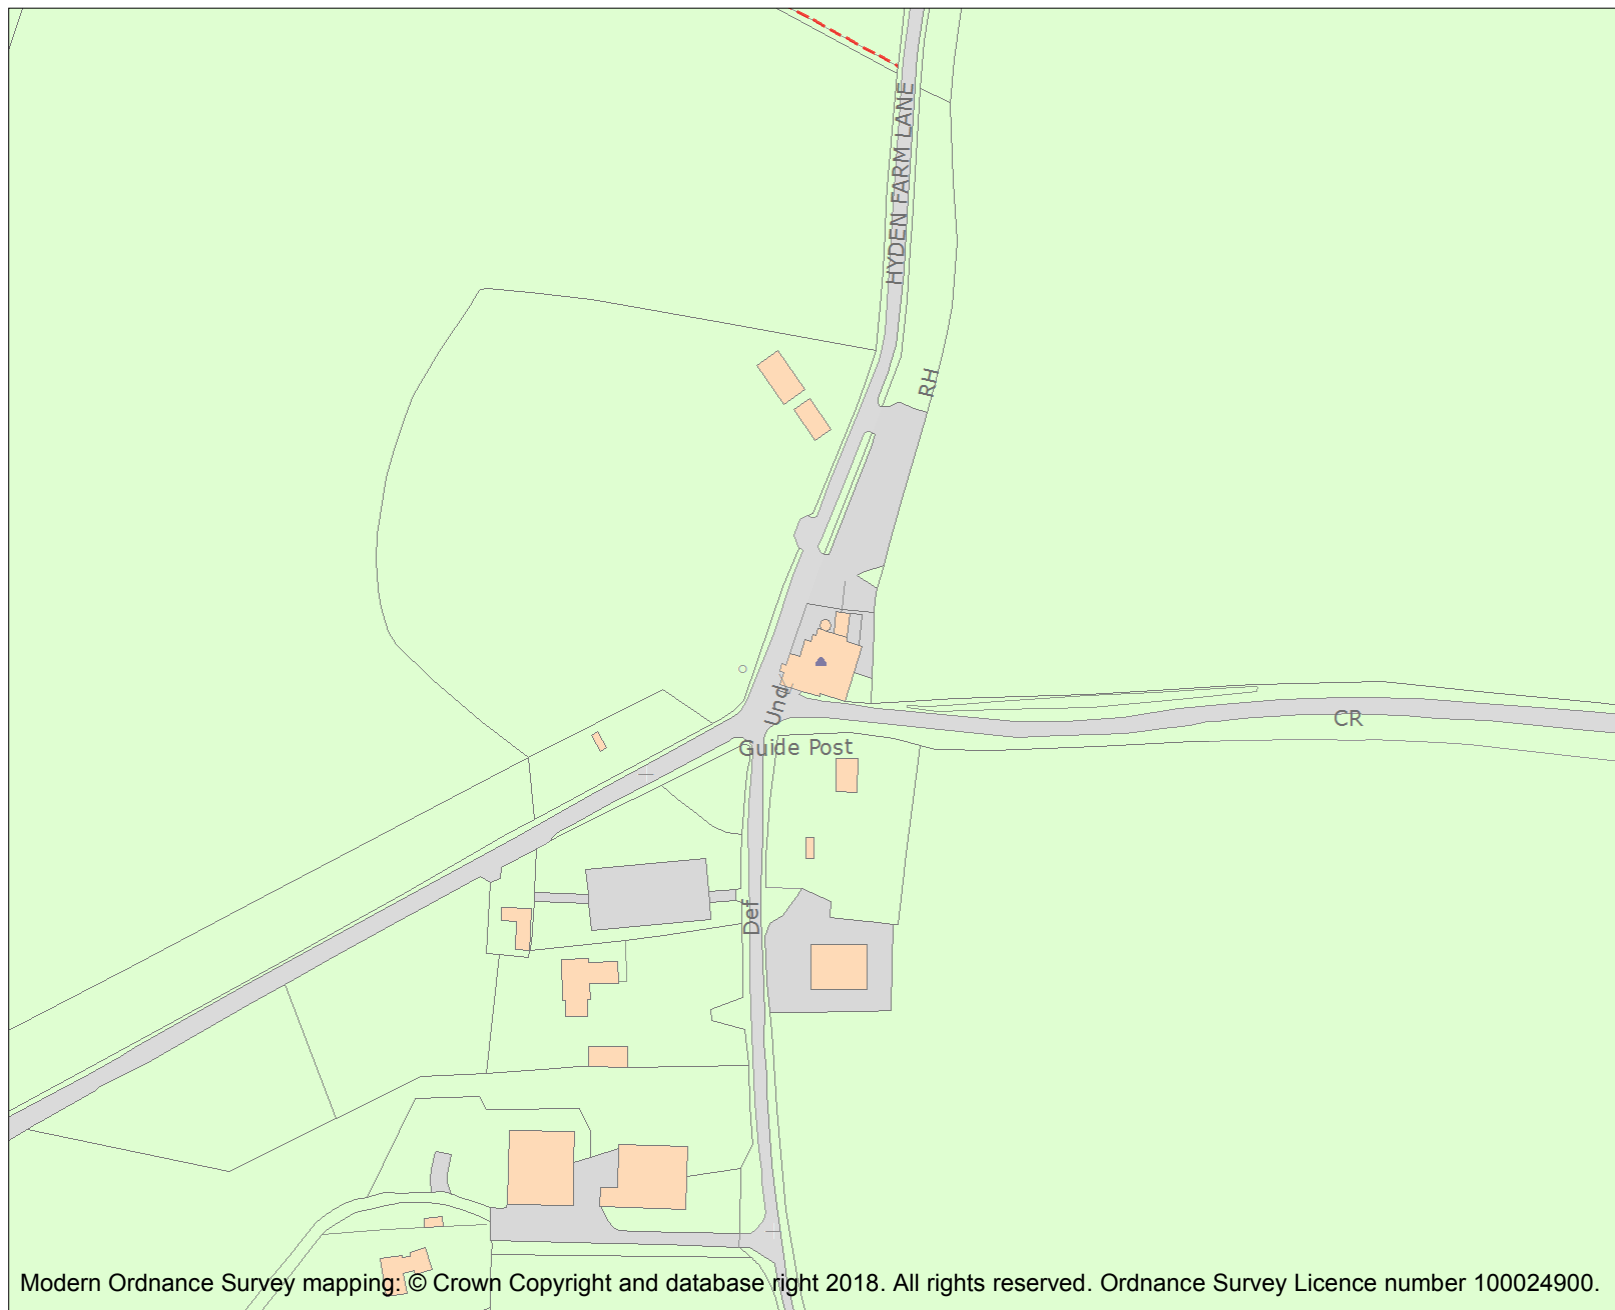 HYDEN FARM LANE
RH
Und
CR
Guide Post
Def
Modern Ordnance Survey mapping: © Crown Copyright and database right 2018. All rights reserved. Ordnance Survey Licence number 100024900.